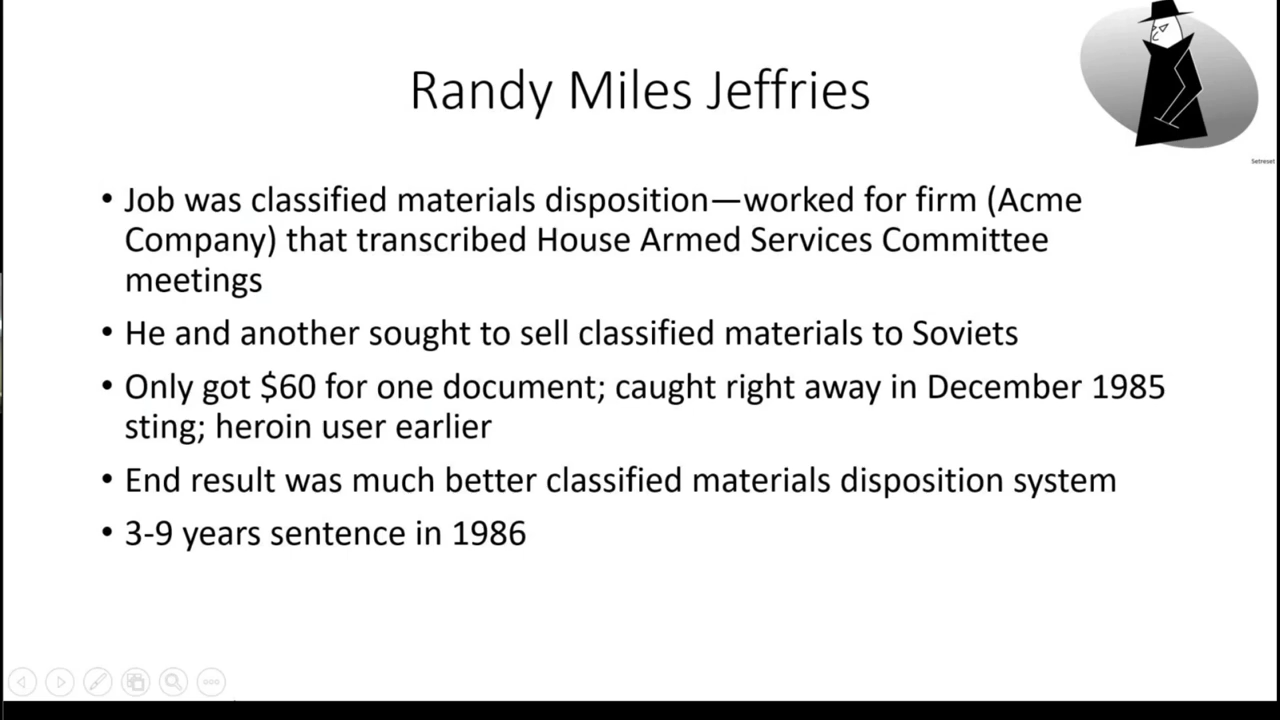 Randy Miles Jeffries
Setreset
• Job was classified materials disposition—worked for firm (Acme
Company) that transcribed House Armed Services Committee
meetings
• He and another sought to sell classified materials to Soviets
• Only got $60 for one document; caught right away in December 1985
sting; heroin user earlier
• End result was much better classified materials disposition system
• 3-9 years sentence in 1986